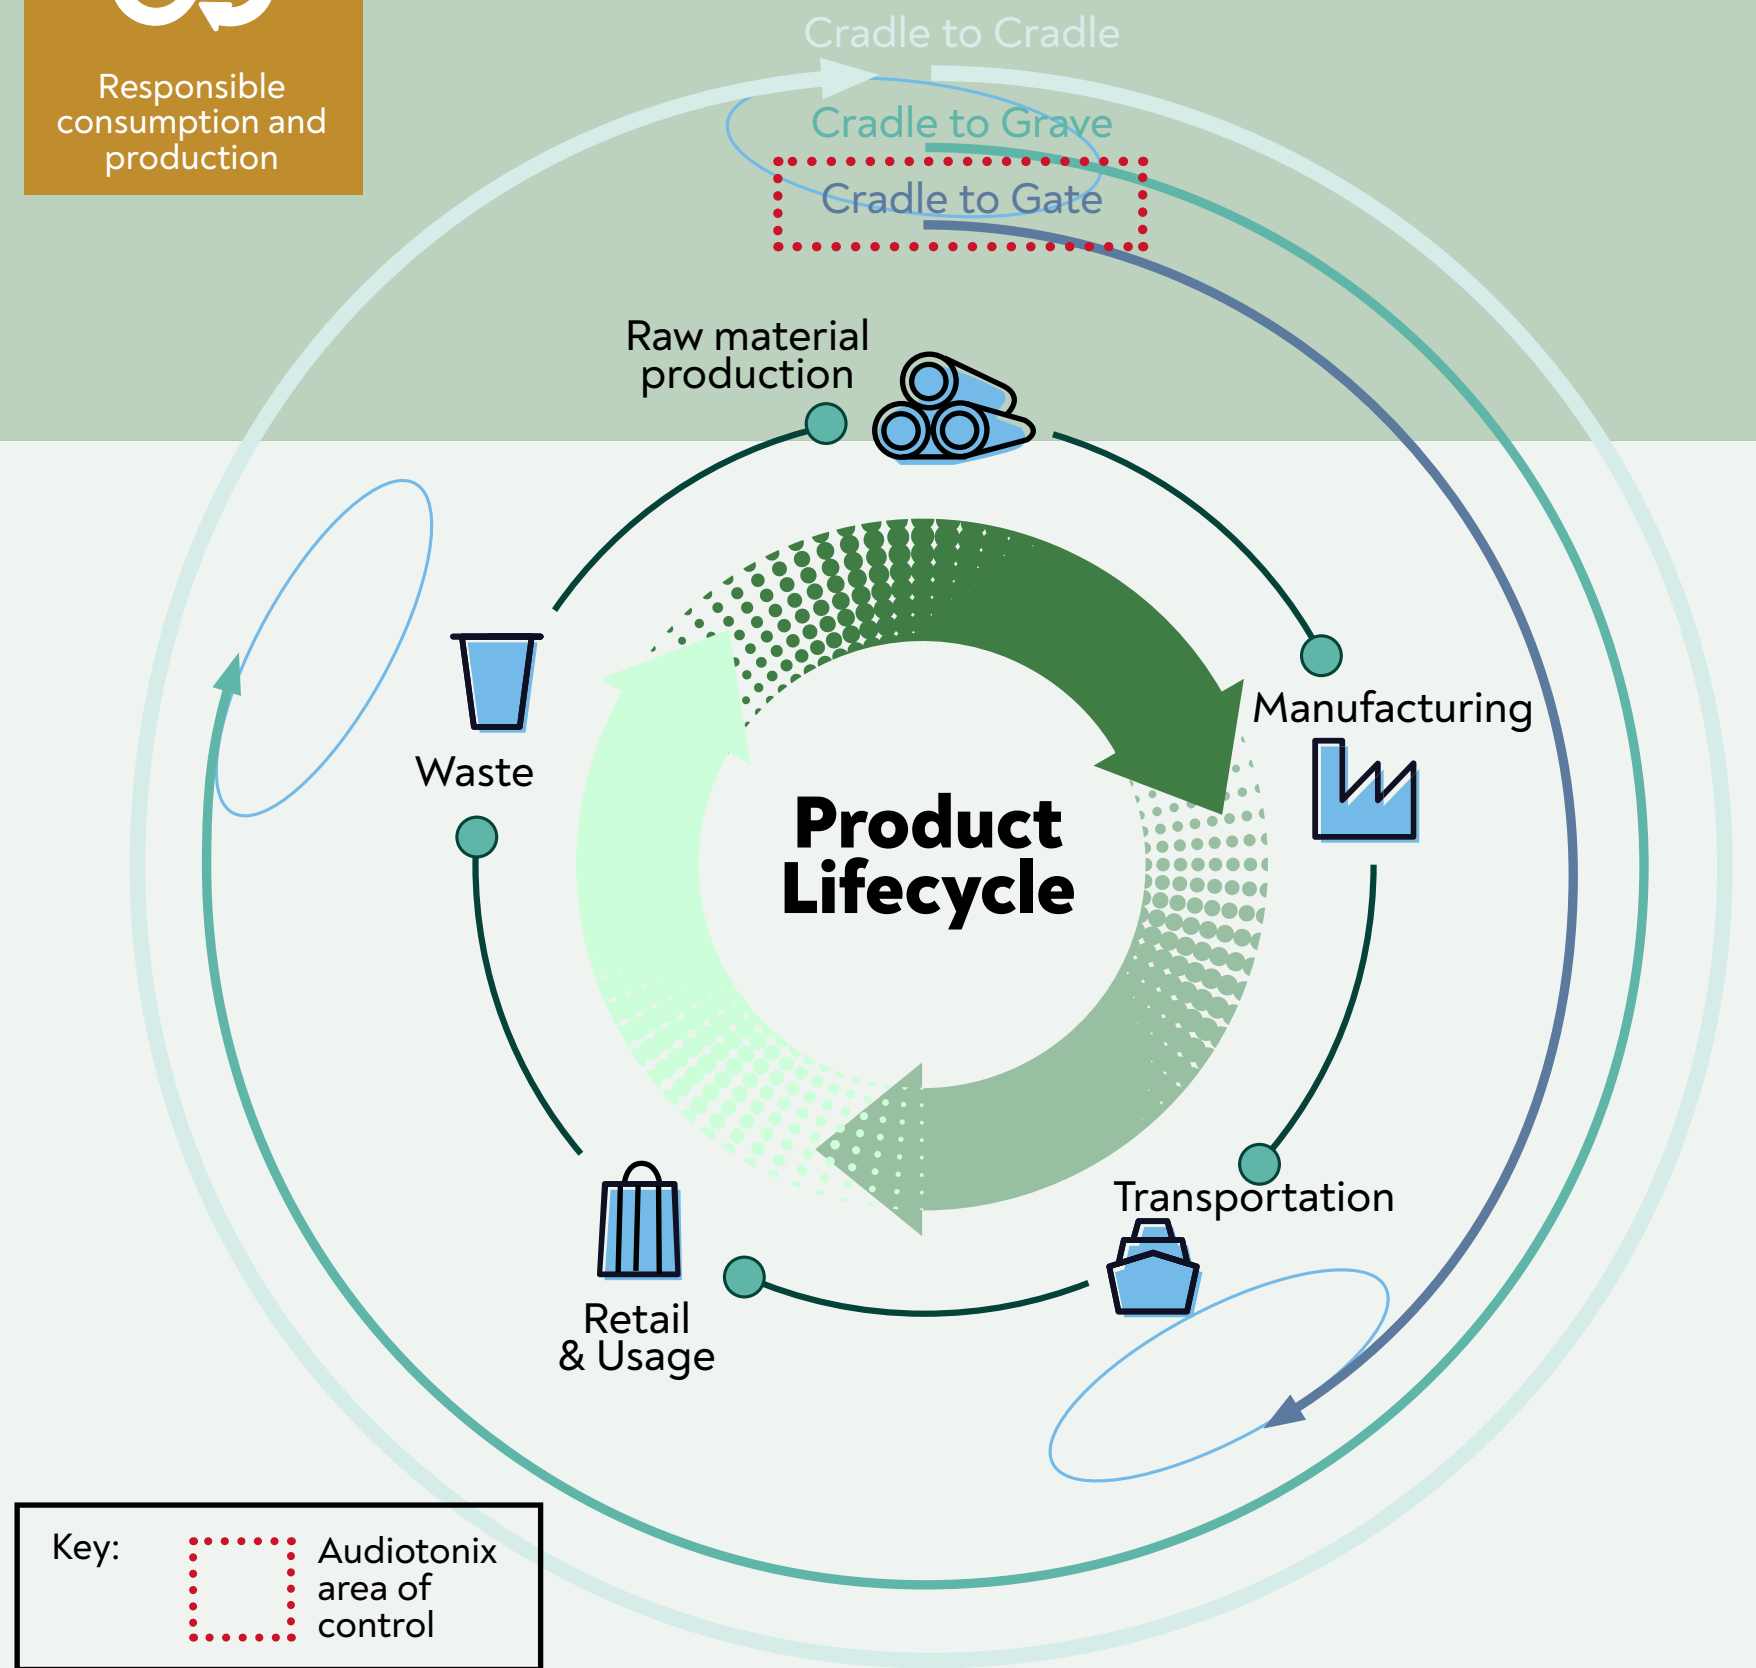 Responsible
consumption and
production
Cradle to Cradle
Cradle to Grave
Cradle to Gate
Raw material
production
Manufacturing
Waste
Product
Lifecycle
Transportation
Retail
& Usage
Key:
Audiotonix
area of
control